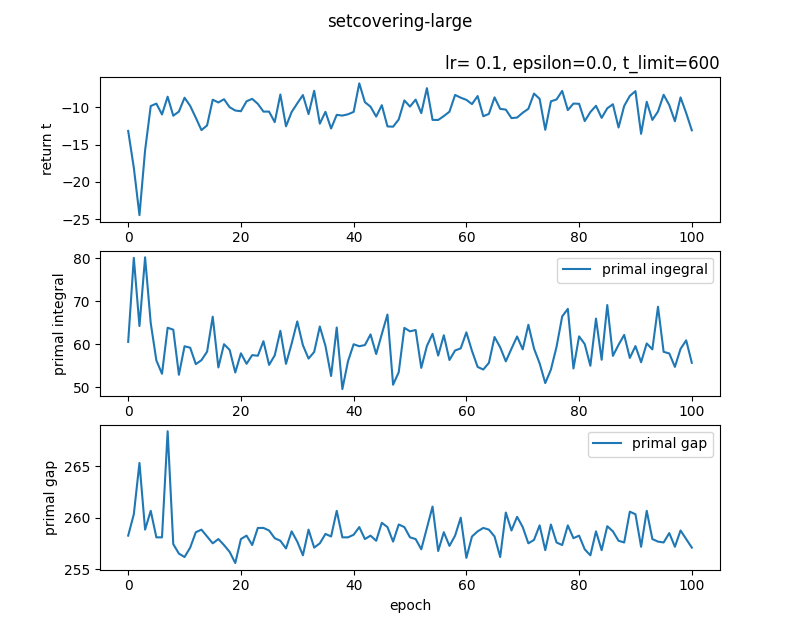 setcovering-large
lr= 0.1, epsilon=0.0, t_limit=600
return t
−10
−15
−20
−25
0 20 40 60 80 100
primal integral
80
70
60
50
primal ingegral
0 20 40 60 80 100
primal gap
265
260
255
primal gap
0 20 40 60 80 100
epoch